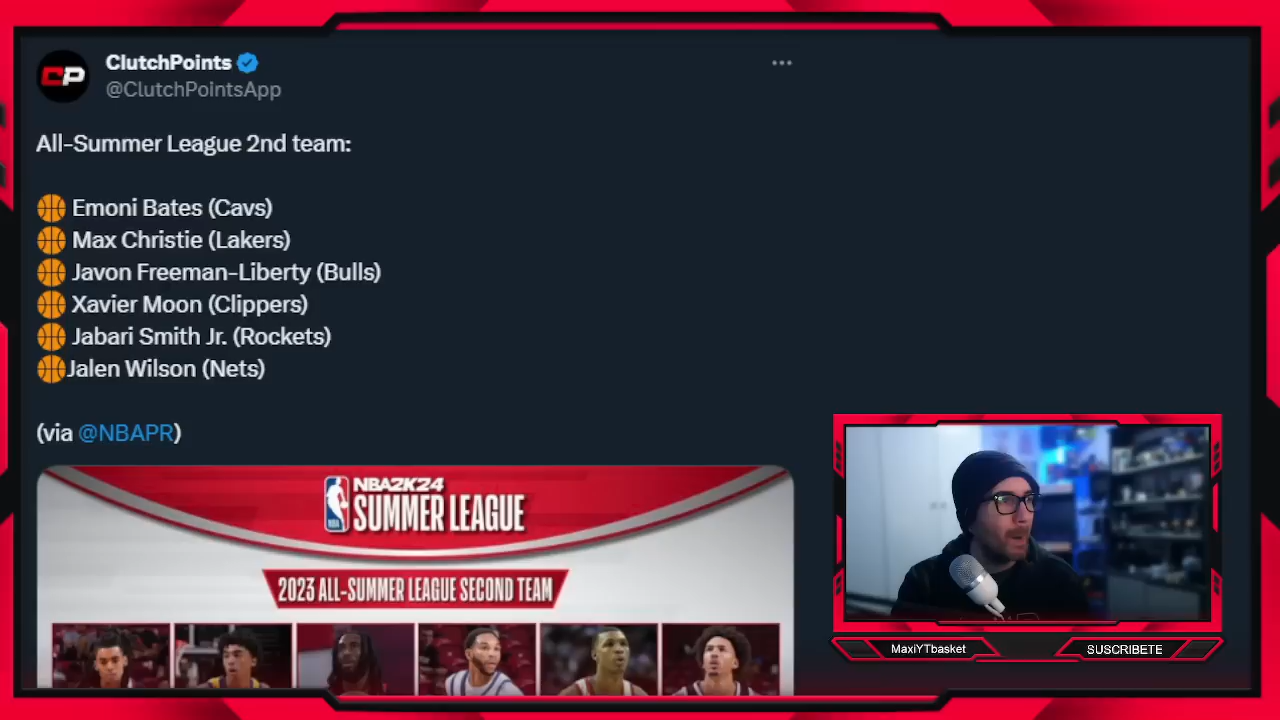 CP
ClutchPoints
@ClutchPointsApp
All-Summer League 2nd team:
Emoni Bates (Cavs)
Max Christie (Lakers)
Javon Freeman-Liberty (Bulls)
Xavier Moon (Clippers)
Jabari Smith Jr. (Rockets)
Jalen Wilson (Nets)
(via @NBAPR)
NBA2K24
SUMMER LEAGUE
2023 ALL-SUMMER LEAGUE SECOND TEAM
MaxiYTbasket
SUSCRIBETE